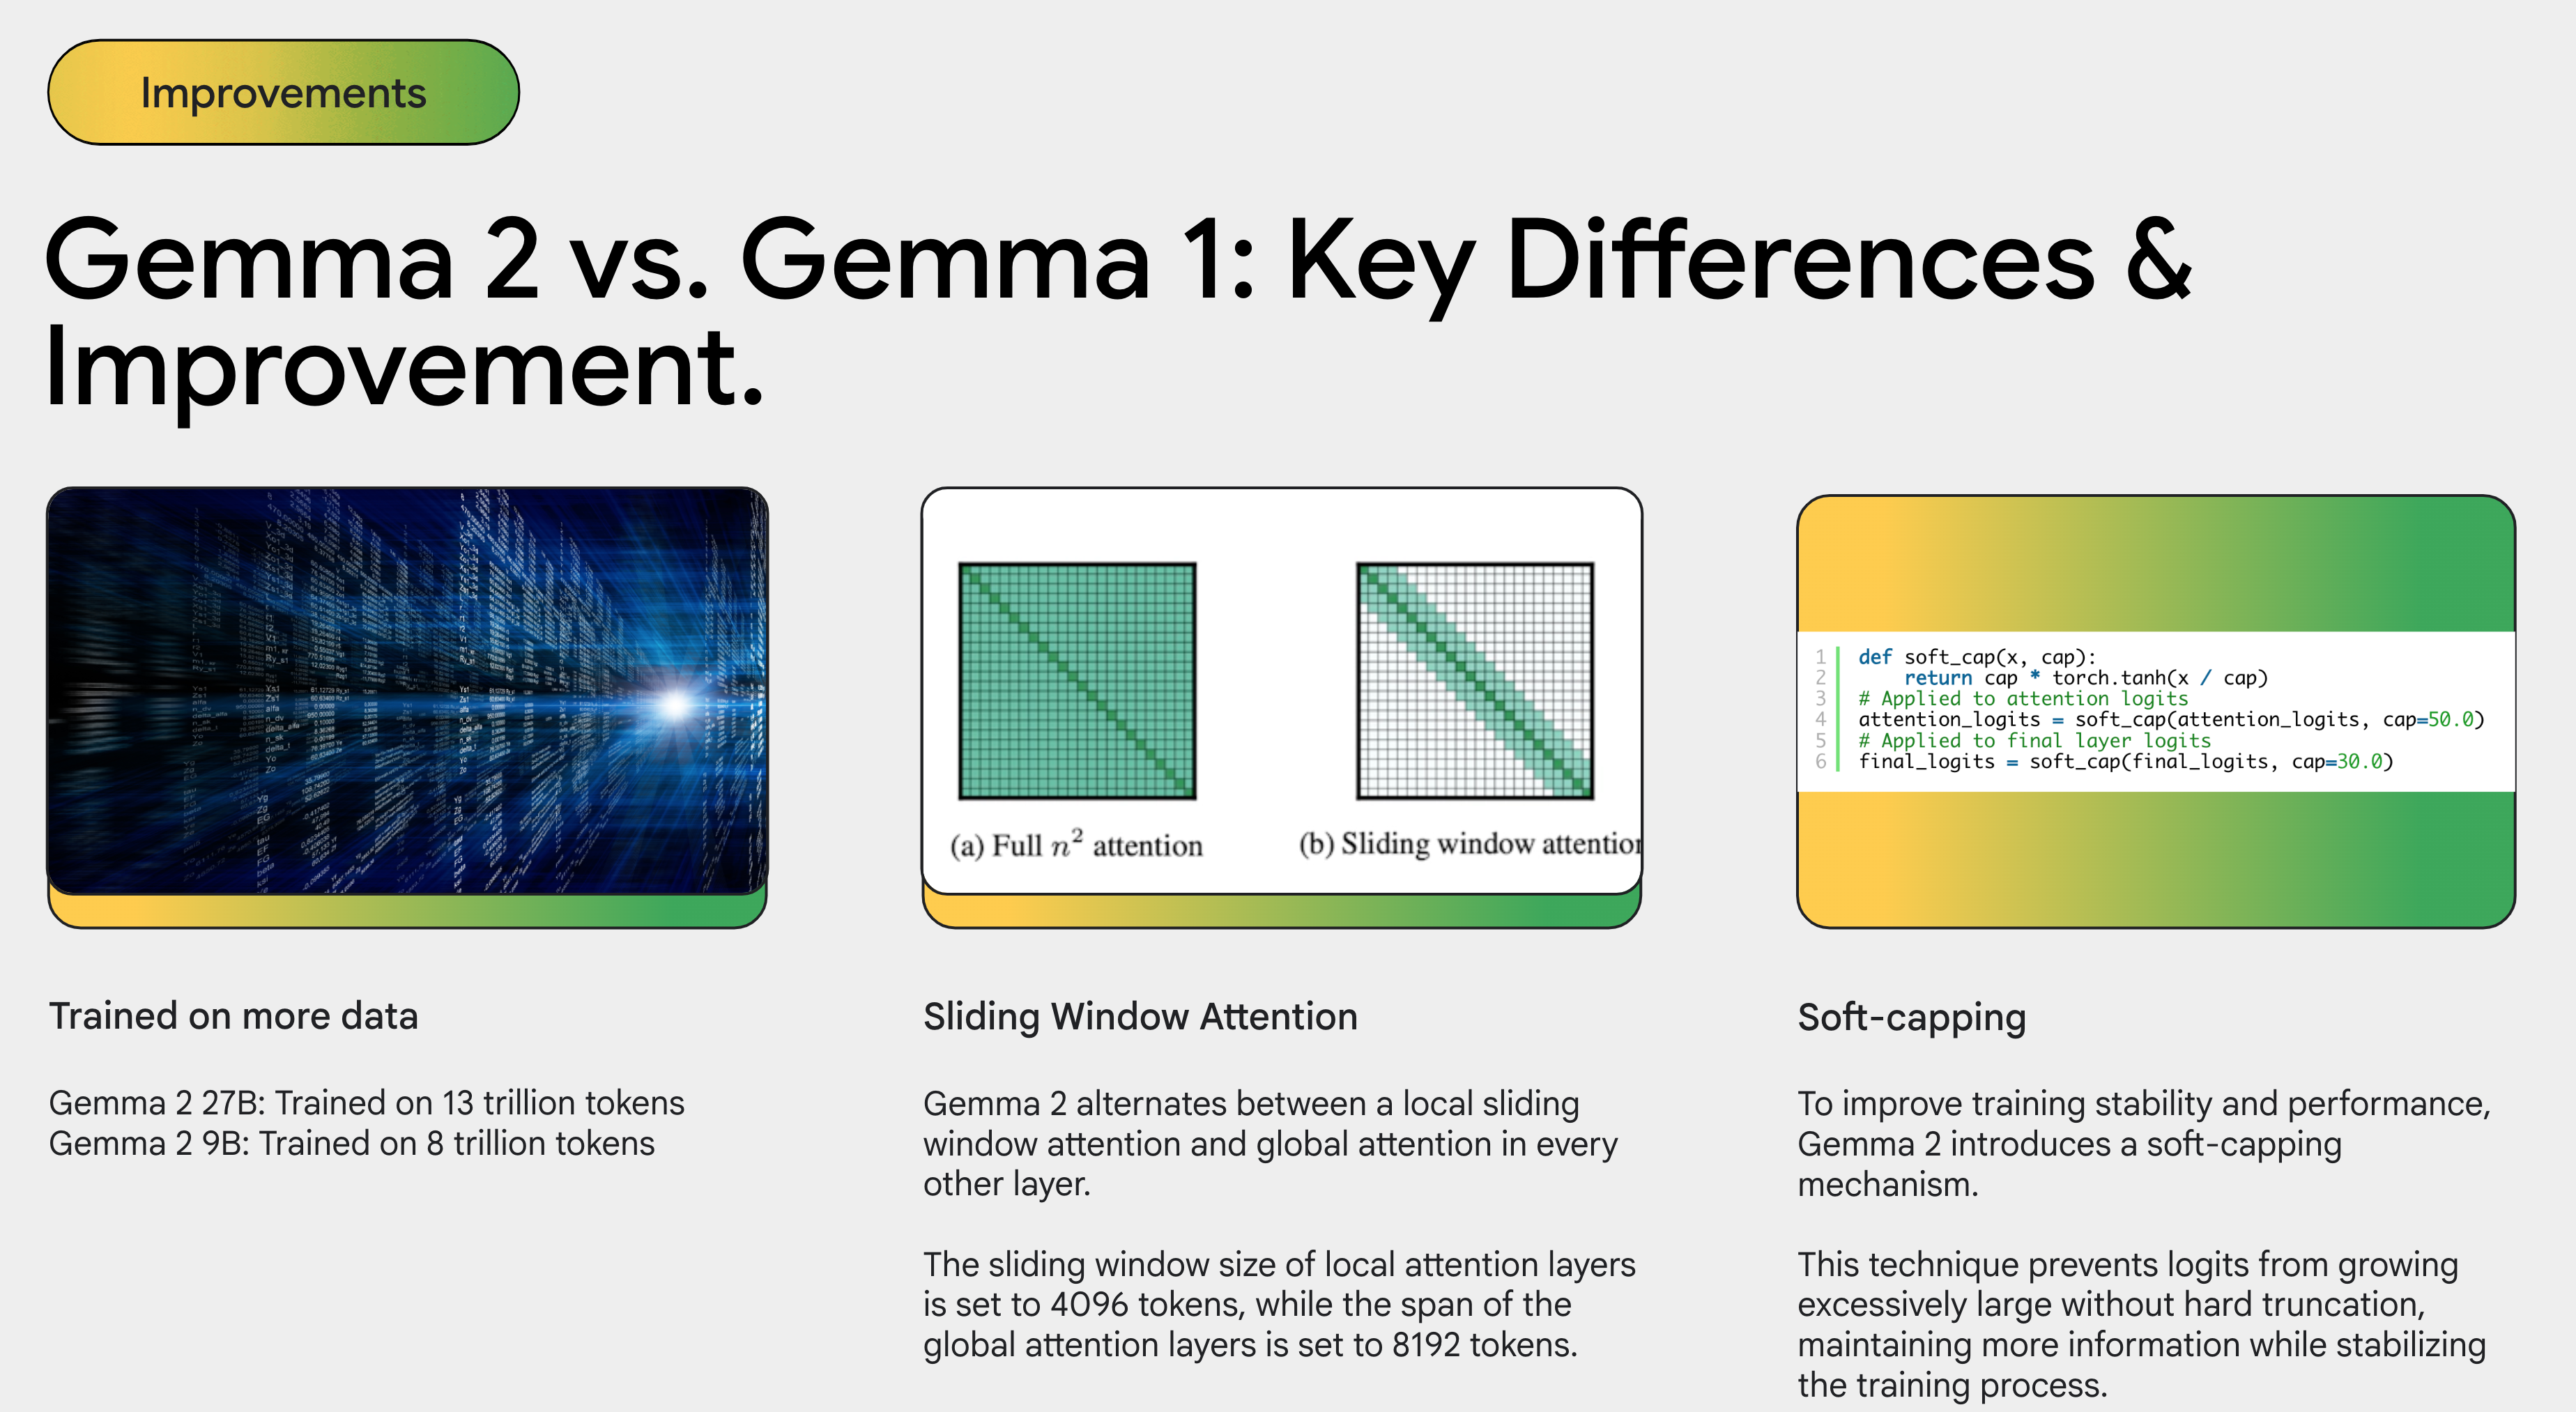 Improvements
Gemma 2 vs. Gemma 1: Key Differences &
Improvement.
(a) Full n² attention
(b) Sliding window attention
1 def soft_cap(x, cap):
2     return cap * torch.tanh(x / cap)
3 # Applied to attention logits
4 attention_logits = soft_cap(attention_logits, cap=50.0)
5 # Applied to final layer logits
6 final_logits = soft_cap(final_logits, cap=30.0)
Trained on more data
Gemma 2 27B: Trained on 13 trillion tokens
Gemma 2 9B: Trained on 8 trillion tokens
Sliding Window Attention
Gemma 2 alternates between a local sliding
window attention and global attention in every
other layer.
The sliding window size of local attention layers
is set to 4096 tokens, while the span of the
global attention layers is set to 8192 tokens.
Soft-capping
To improve training stability and performance,
Gemma 2 introduces a soft-capping
mechanism.
This technique prevents logits from growing
excessively large without hard truncation,
maintaining more information while stabilizing
the training process.